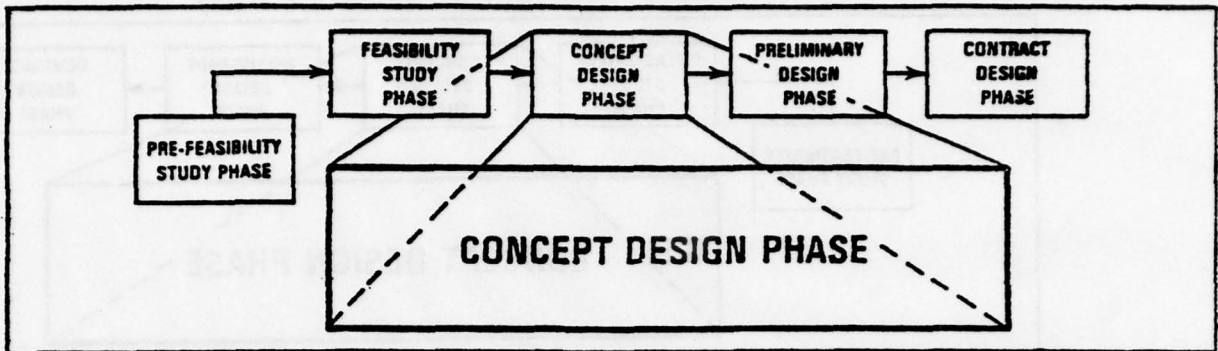 PRE-FEASIBILITY
STUDY PHASE
FEASIBILITY
STUDY
PHASE
CONCEPT
DESIGN
PHASE
PRELIMINARY
DESIGN
PHASE
CONTRACT
DESIGN
PHASE
CONCEPT DESIGN PHASE